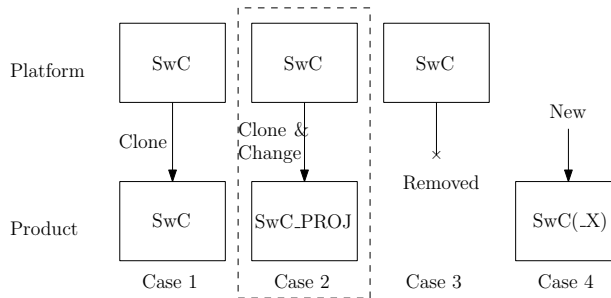 Platform
SwC
SwC
SwC
Clone
Clone &
Change
New
Removed
Product
SwC
SwC_PROJ
SwC(_X)
Case 1
Case 2
Case 3
Case 4